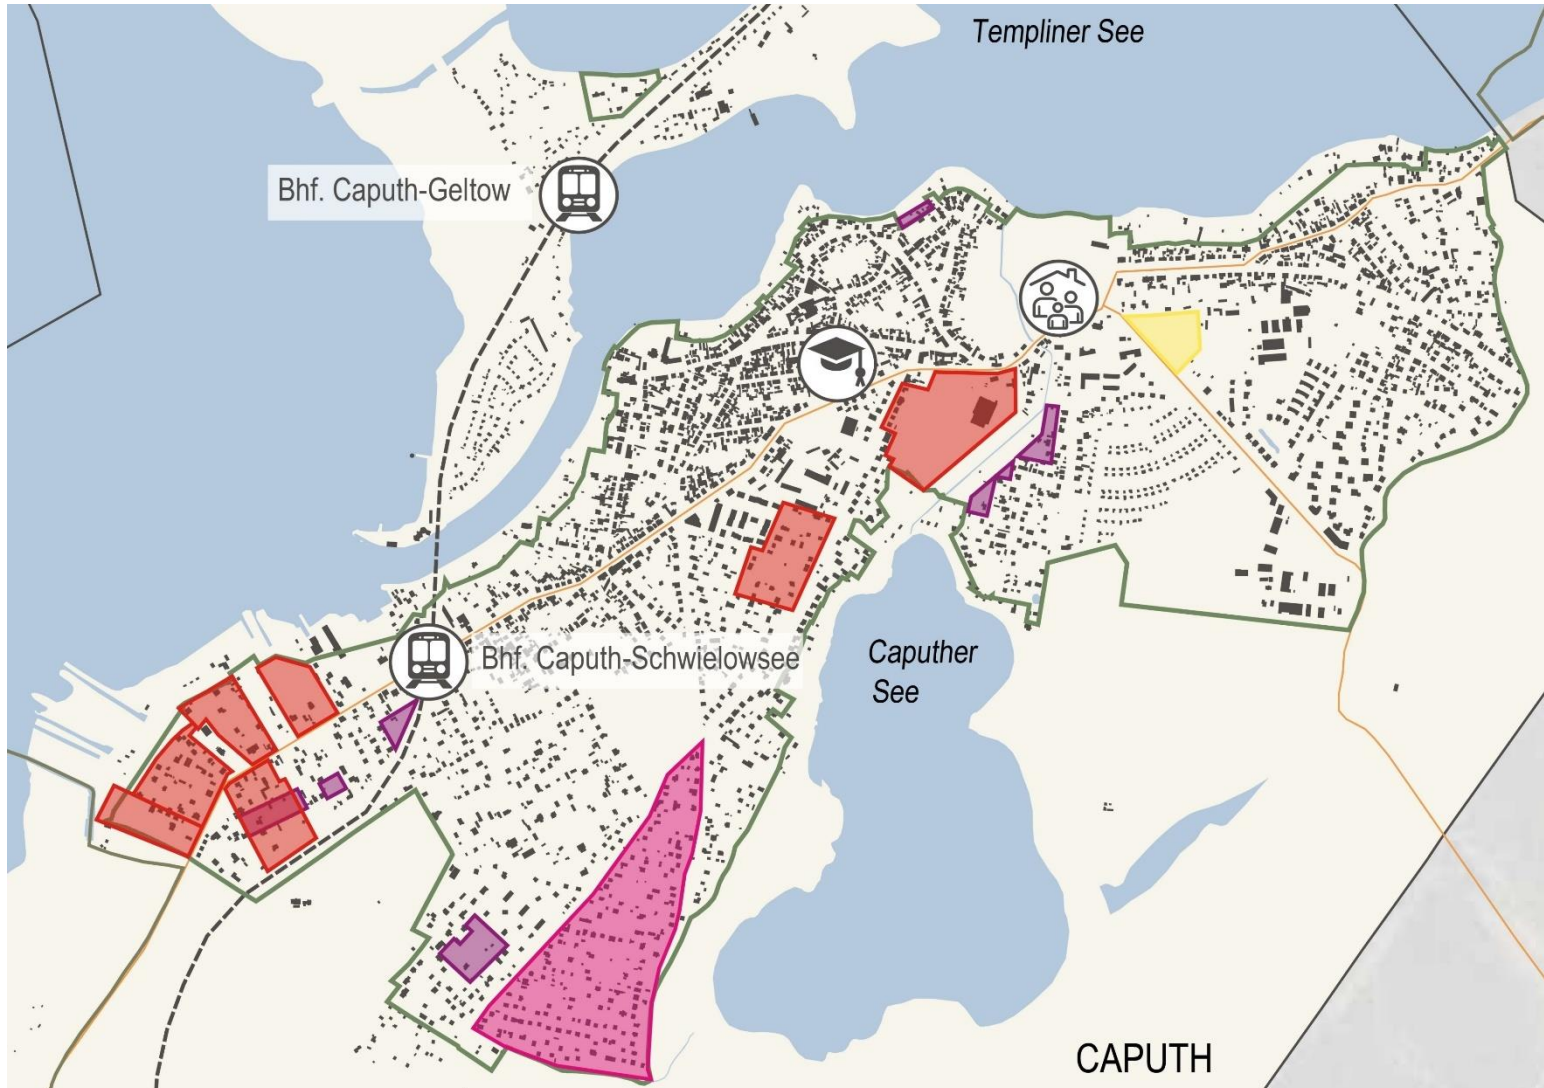 Templiner See
Bhf. Caputh-Geltow
Bhf. Caputh-Schwielowsee
Caputher
See
CAPUTH